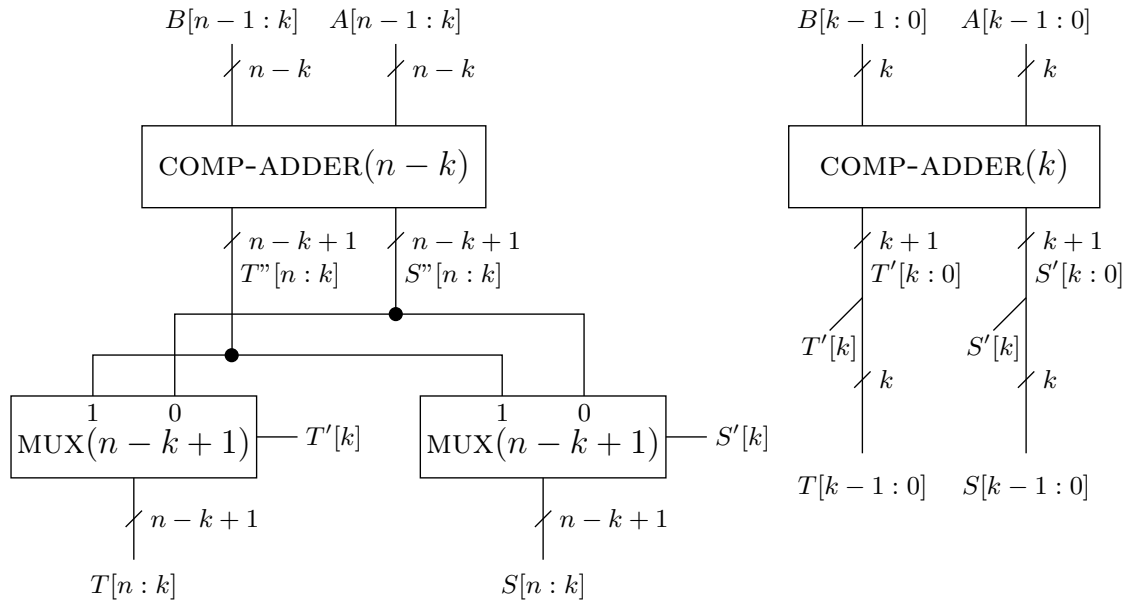 B[n − 1 : k] A[n − 1 : k] B[k − 1 : 0] A[k − 1 : 0]
n − k n − k k k
COMP-ADDER(n − k) COMP-ADDER(k)
n − k + 1 n − k + 1 k + 1 k + 1
T”[n : k] S”[n : k] T′[k : 0] S′[k : 0]
T′[k] S′[k]
k k
1 0 1 0
MUX(n − k + 1) T′[k] MUX(n − k + 1) S′[k]
T[k − 1 : 0] S[k − 1 : 0]
n − k + 1 n − k + 1
T[n : k] S[n : k]